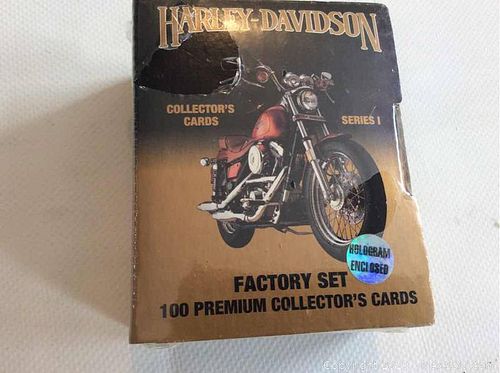 HARLEY-DAVIDSON
COLLECTOR'S
CARDS
SERIES I
HOLOGRAM
ENCLOSED
FACTORY SET
100 PREMIUM COLLECTOR'S CARDS